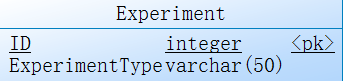 Experiment
ID integer <pk>
ExperimentType varchar(50)